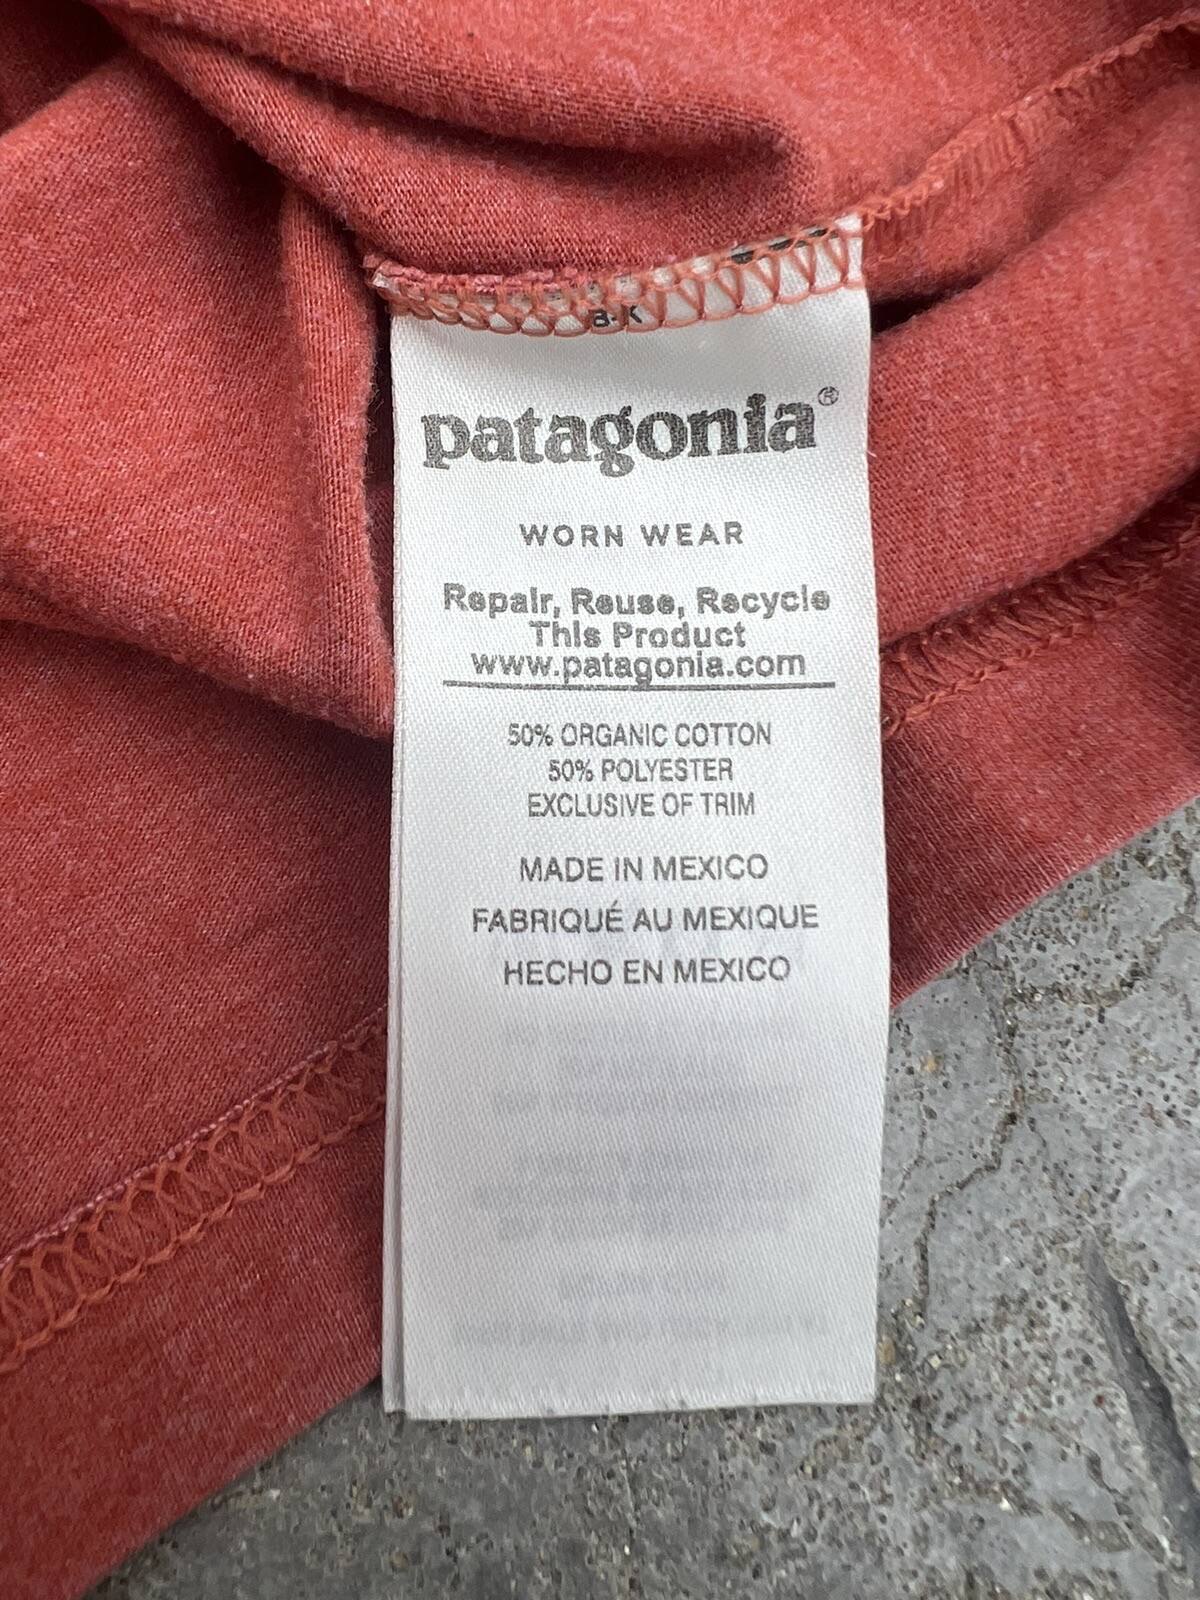 patagonia®
WORN WEAR
Repair, Reuse, Recycle
This Product
www.patagonia.com
50% ORGANIC COTTON
50% POLYESTER
EXCLUSIVE OF TRIM
MADE IN MEXICO
FABRIQUÉ AU MEXIQUE
HECHO EN MEXICO